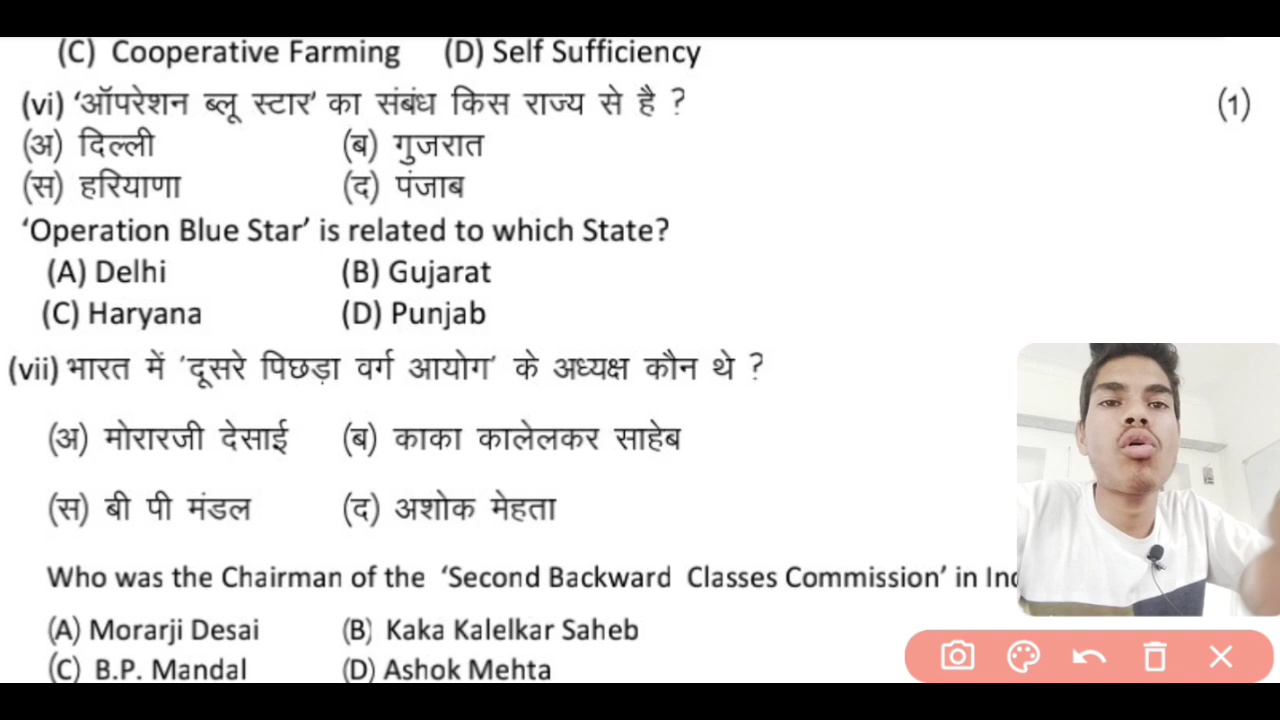 (C) Cooperative Farming (D) Self Sufficiency
(vi) ‘ऑपरेशन ब्लू स्टार’ का संबंध किस राज्य से है ? (1)
(अ) दिल्ली (ब) गुजरात
(स) हरियाणा (द) पंजाब
‘Operation Blue Star’ is related to which State?
(A) Delhi (B) Gujarat
(C) Haryana (D) Punjab
(vii) भारत में ’दूसरे पिछड़ा वर्ग आयोग’ के अध्यक्ष कौन थे ?
(अ) मोरारजी देसाई (ब) काका कालेलकर साहेब
(स) बी पी मंडल (द) अशोक मेहता
Who was the Chairman of the ‘Second Backward Classes Commission’ in
(A) Morarji Desai (B) Kaka Kalelkar Saheb
(C) B.P. Mandal (D) Ashok Mehta